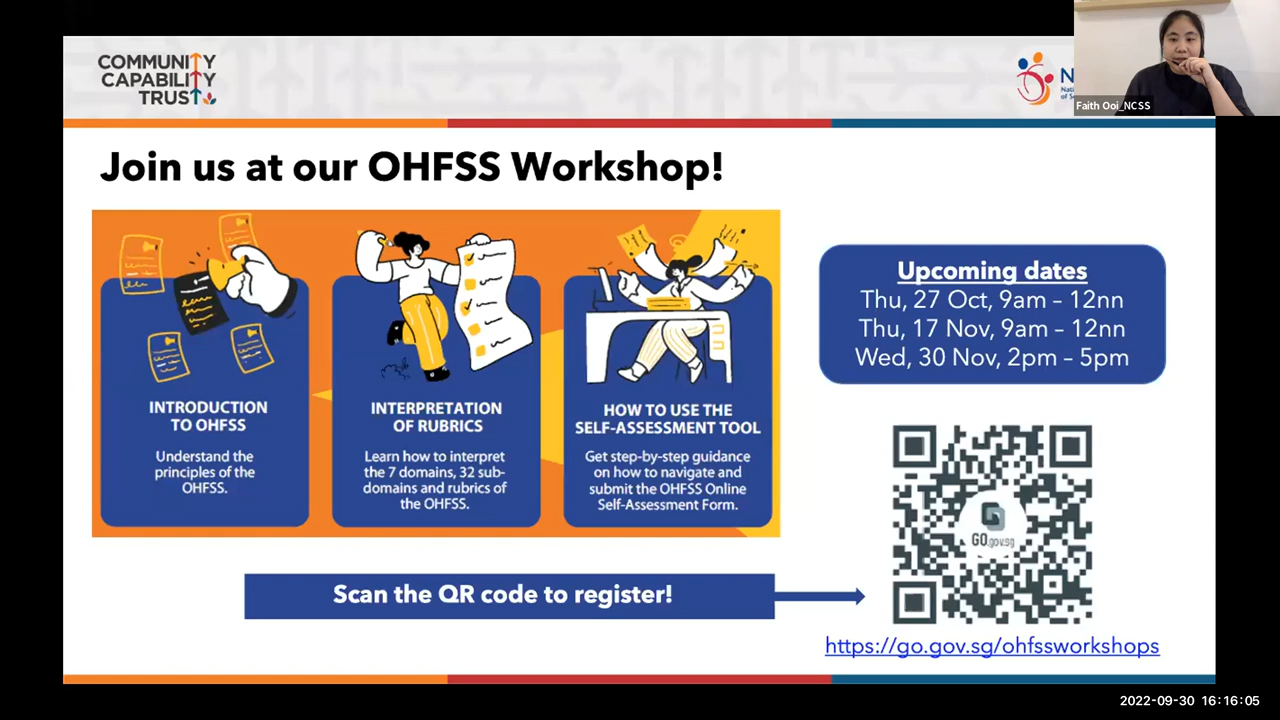 COMMUNITY
CAPABILITY
TRUST
N
Nati
of S
Faith Ooi_NCSS
Join us at our OHFSS Workshop!
INTRODUCTION
TO OHFSS
Understand the
principles of the
OHFSS.
INTERPRETATION
OF RUBRICS
Learn how to interpret
the 7 domains, 32 sub-
domains and rubrics of
the OHFSS.
HOW TO USE THE
SELF-ASSESSMENT TOOL
Get step-by-step guidance
on how to navigate and
submit the OHFSS Online
Self-Assessment Form.
Upcoming dates
Thu, 27 Oct, 9am – 12nn
Thu, 17 Nov, 9am – 12nn
Wed, 30 Nov, 2pm – 5pm
GO.gov.sg
Scan the QR code to register!
https://go.gov.sg/ohfssworkshops
2022-09-30 16:16:05